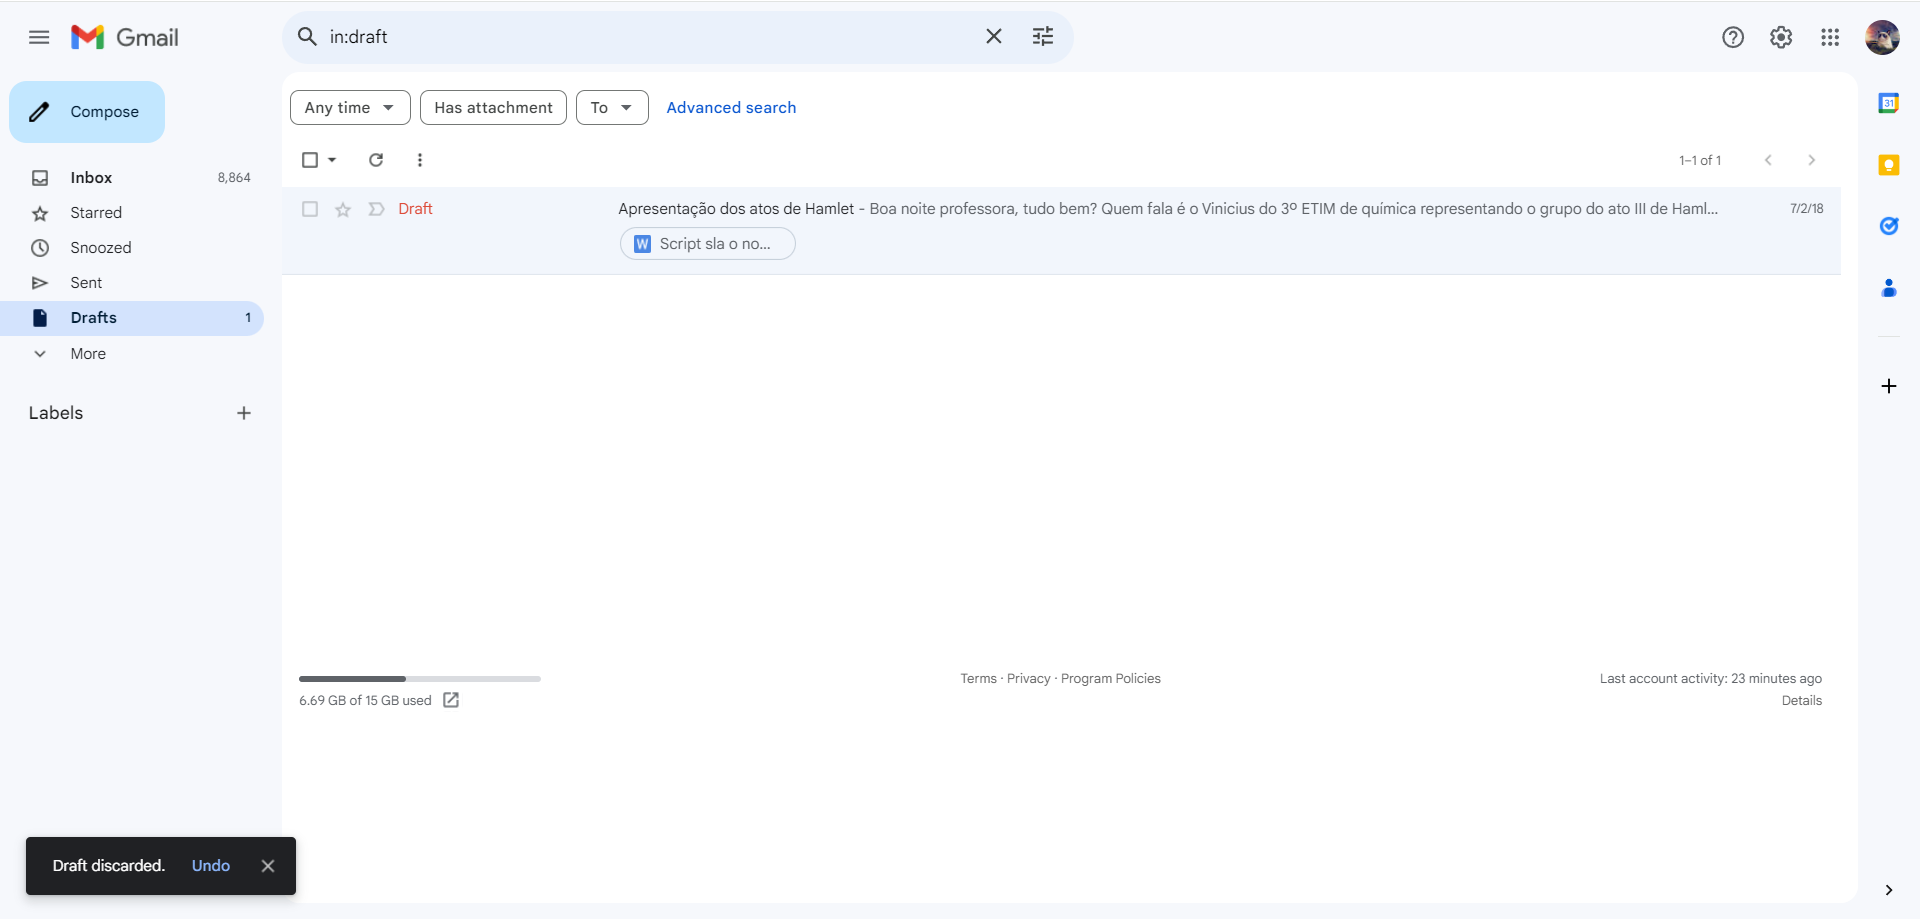 Gmail
in:draft
Compose
Any time
Has attachment
To
Advanced search
1–1 of 1
Inbox 8,864
Starred
Snoozed
Sent
Drafts 1
More
Labels
Draft
Apresentação dos atos de Hamlet - Boa noite professora, tudo bem? Quem fala é o Vinicius do 3º ETIM de química representando o grupo do ato III de Haml...
7/2/18
W Script sla o no...
31
6.69 GB of 15 GB used
Terms · Privacy · Program Policies
Last account activity: 23 minutes ago
Details
Draft discarded. Undo